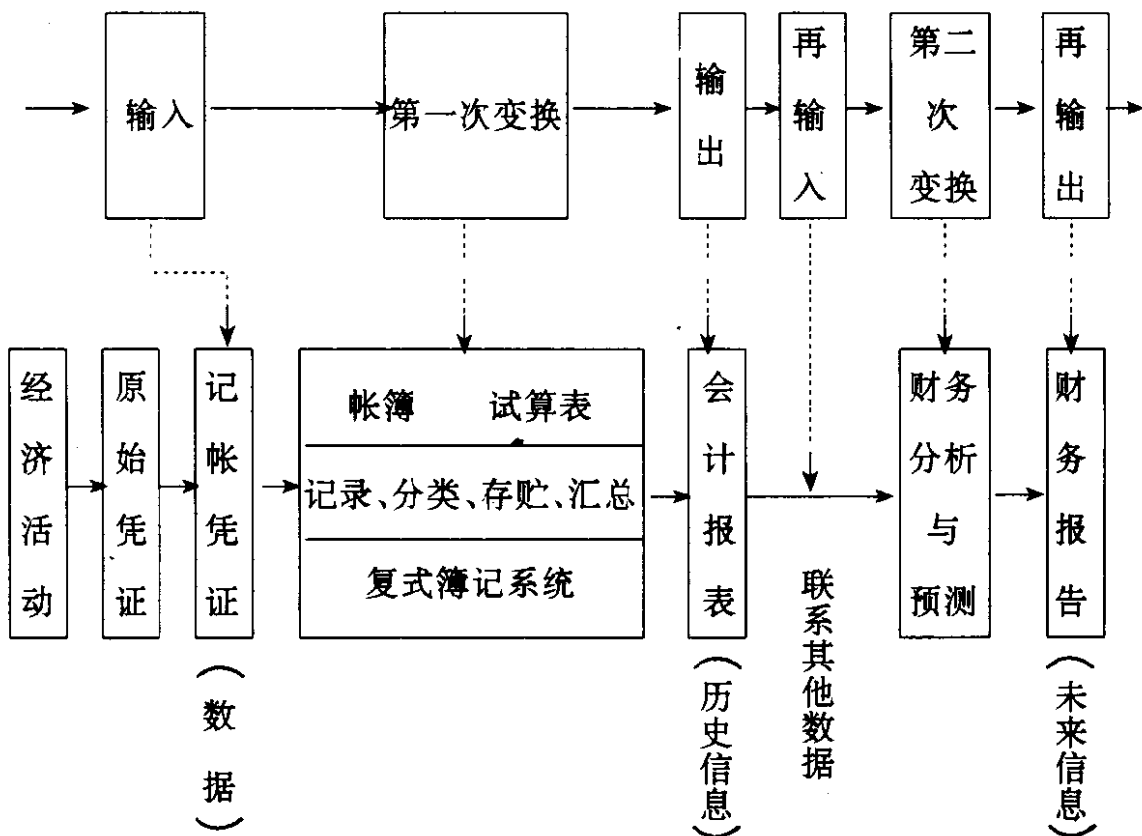 输入
第一次变换
输出
再输入
第二次变换
再输出
经济活动
原始凭证
记帐凭证
（数据）
帐簿 试算表
记录、分类、存贮、汇总
复式簿记系统
会计报表
（历史信息）
联系其他数据
财务分析与预测
财务报告
（未来信息）